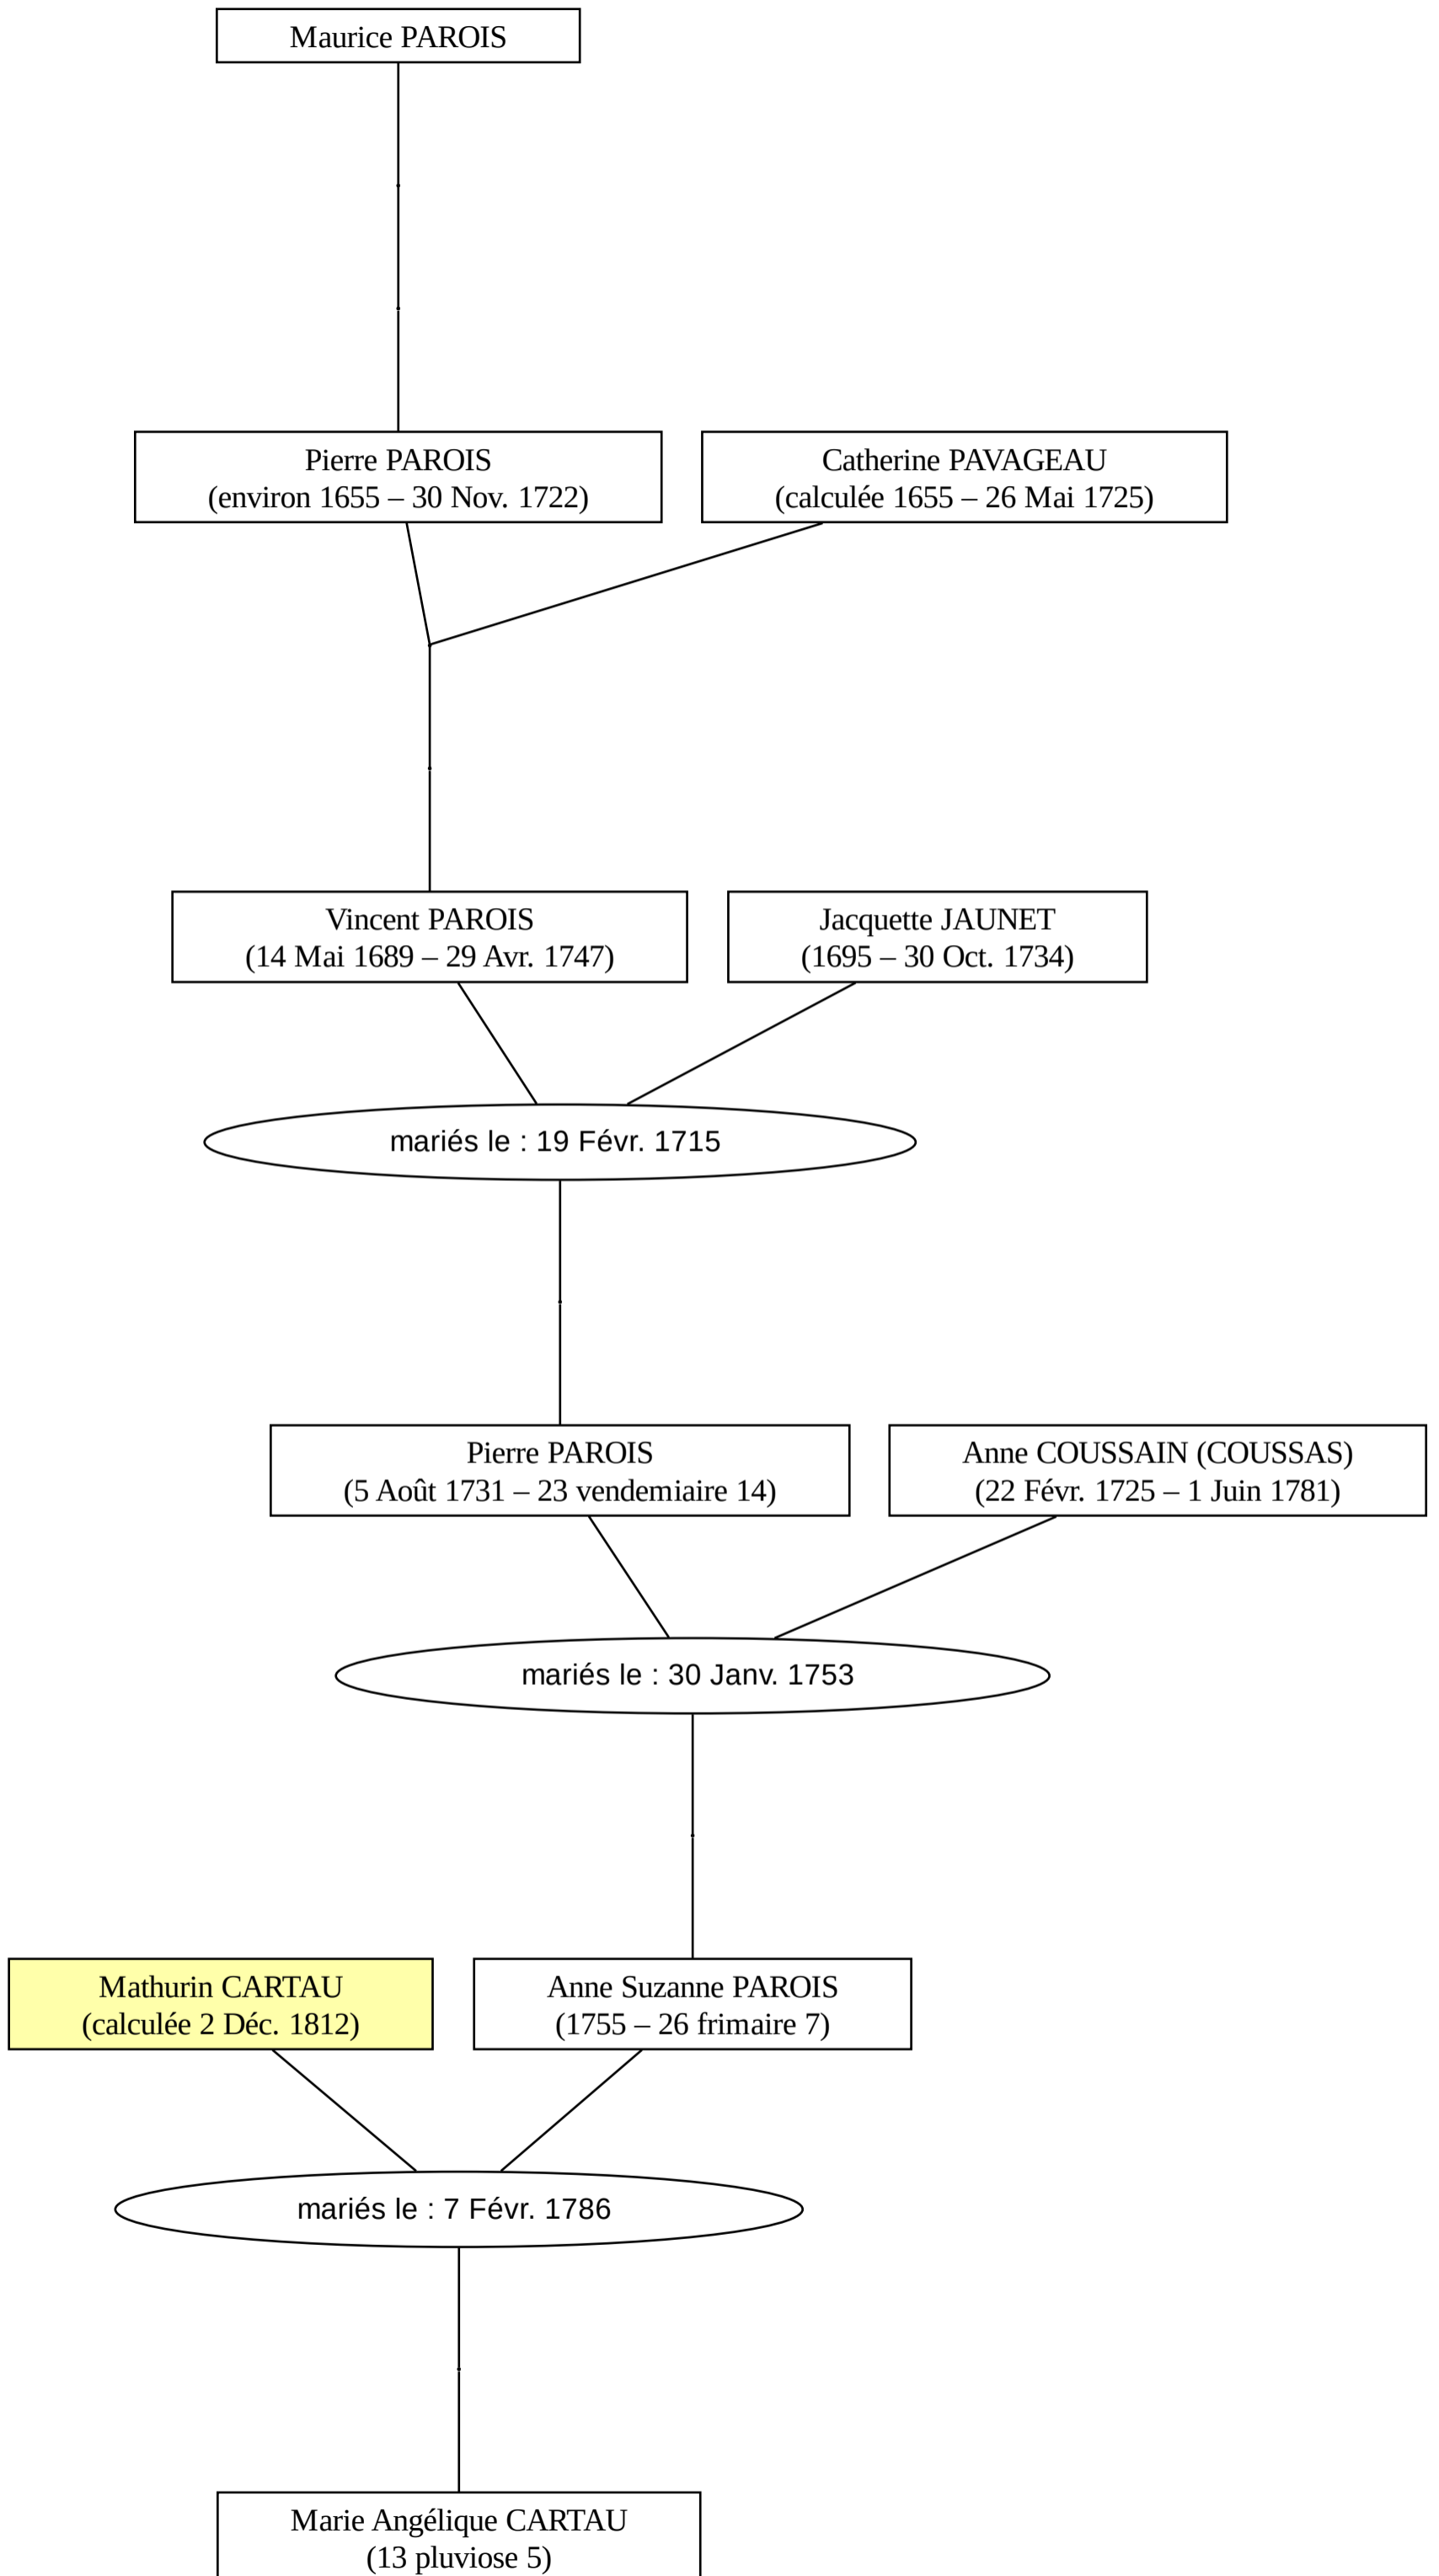 Maurice PAROIS
Pierre PAROIS
(environ 1655 – 30 Nov. 1722)
Catherine PAVAGEAU
(calculée 1655 – 26 Mai 1725)
Vincent PAROIS
(14 Mai 1689 – 29 Avr. 1747)
Jacquette JAUNET
(1695 – 30 Oct. 1734)
mariés le : 19 Févr. 1715
Pierre PAROIS
(5 Août 1731 – 23 vendemiaire 14)
Anne COUSSAIN (COUSSAS)
(22 Févr. 1725 – 1 Juin 1781)
mariés le : 30 Janv. 1753
Mathurin CARTAU
(calculée 2 Déc. 1812)
Anne Suzanne PAROIS
(1755 – 26 frimaire 7)
mariés le : 7 Févr. 1786
Marie Angélique CARTAU
(13 pluviose 5)